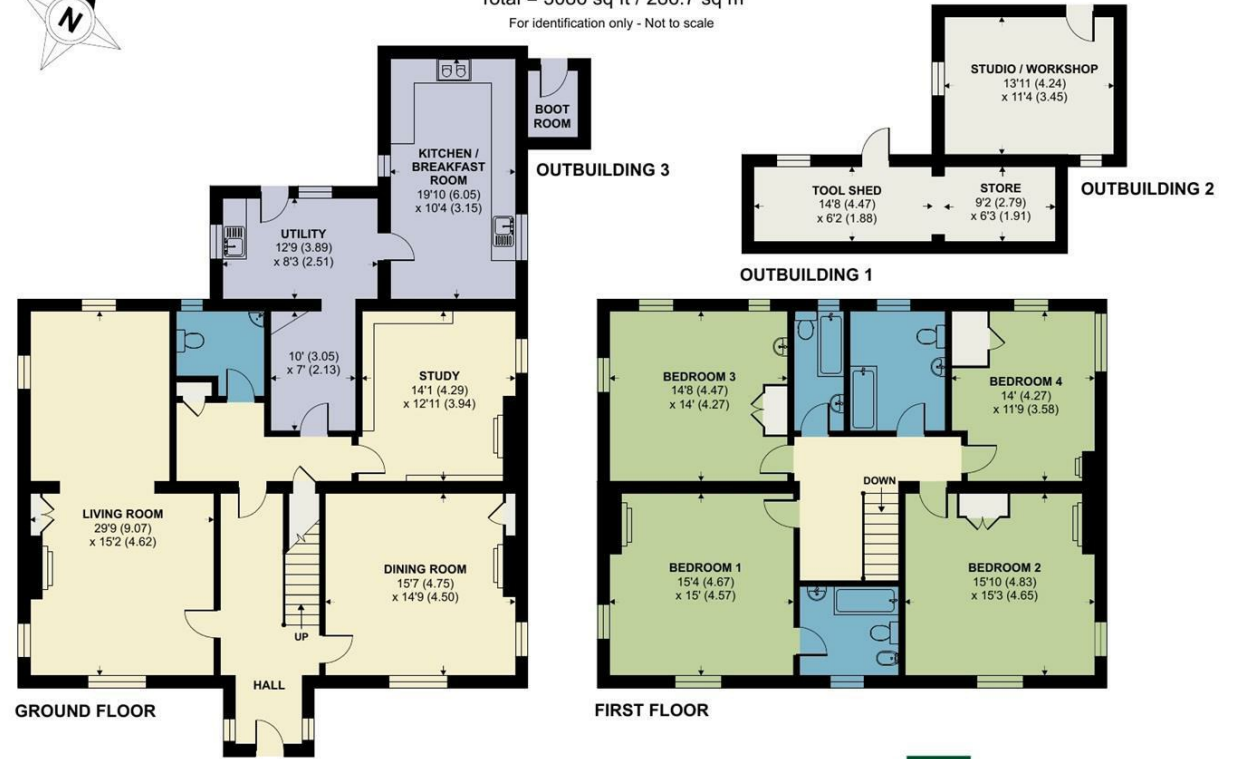 For identification only - Not to scale
N
STUDIO / WORKSHOP
13'11 (4.24)
x 11'4 (3.45)
BOOT
ROOM
KITCHEN /
BREAKFAST
ROOM
19'10 (6.05)
x 10'4 (3.15)
OUTBUILDING 3
TOOL SHED
14'8 (4.47)
x 6'2 (1.88)
STORE
9'2 (2.79)
x 6'3 (1.91)
OUTBUILDING 2
UTILITY
12'9 (3.89)
x 8'3 (2.51)
OUTBUILDING 1
10' (3.05)
x 7' (2.13)
STUDY
14'1 (4.29)
x 12'11 (3.94)
BEDROOM 3
14'8 (4.47)
x 14' (4.27)
BEDROOM 4
14' (4.27)
x 11'9 (3.58)
DOWN
LIVING ROOM
29'9 (9.07)
x 15'2 (4.62)
DINING ROOM
15'7 (4.75)
x 14'9 (4.50)
UP
HALL
BEDROOM 1
15'4 (4.67)
x 15' (4.57)
BEDROOM 2
15'10 (4.83)
x 15'3 (4.65)
GROUND FLOOR
FIRST FLOOR